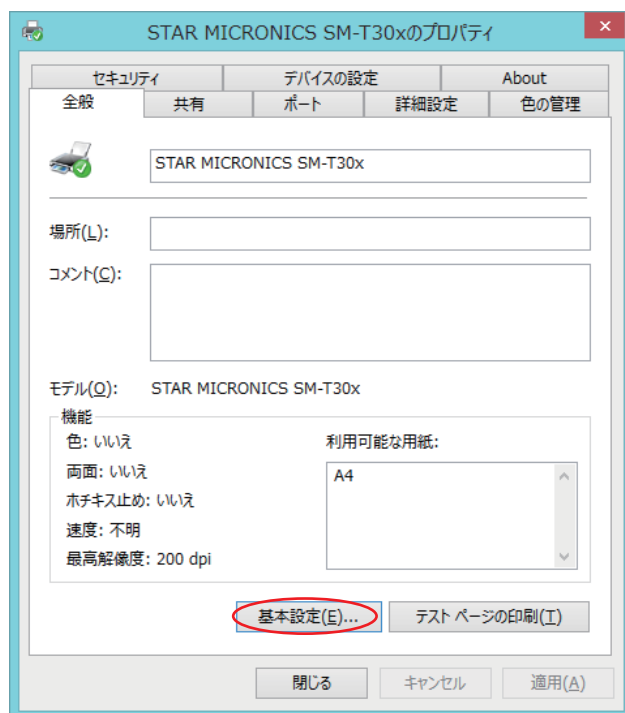 STAR MICRONICS SM-T30xのプロパティ
×
セキュリティ デバイスの設定 About
全般 共有 ポート 詳細設定 色の管理
STAR MICRONICS SM-T30x
場所(L):
コメント(C):
モデル(O): STAR MICRONICS SM-T30x
機能
色: いいえ 利用可能な用紙:
両面: いいえ A4
ホチキス止め: いいえ
速度: 不明
最高解像度: 200 dpi
基本設定(E)... テスト ページの印刷(T)
閉じる キャンセル 適用(A)